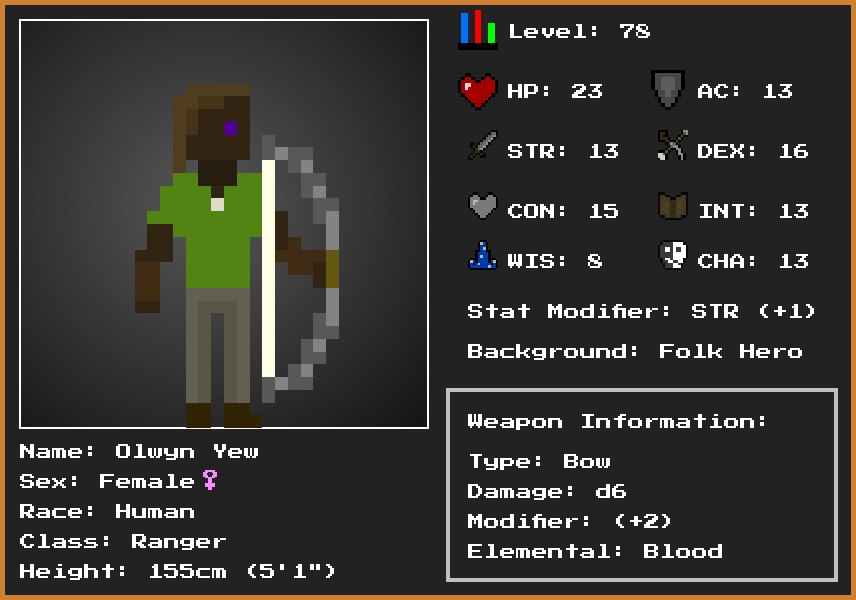 Level: 78
HP: 23
AC: 13
STR: 13
DEX: 16
CON: 15
INT: 13
WIS: 8
CHA: 13
Stat Modifier: STR (+1)
Background: Folk Hero
Weapon Information:
Type: Bow
Damage: d6
Modifier: (+2)
Elemental: Blood
Name: Olwyn Yew
Sex: Female♀
Race: Human
Class: Ranger
Height: 155cm (5'1")